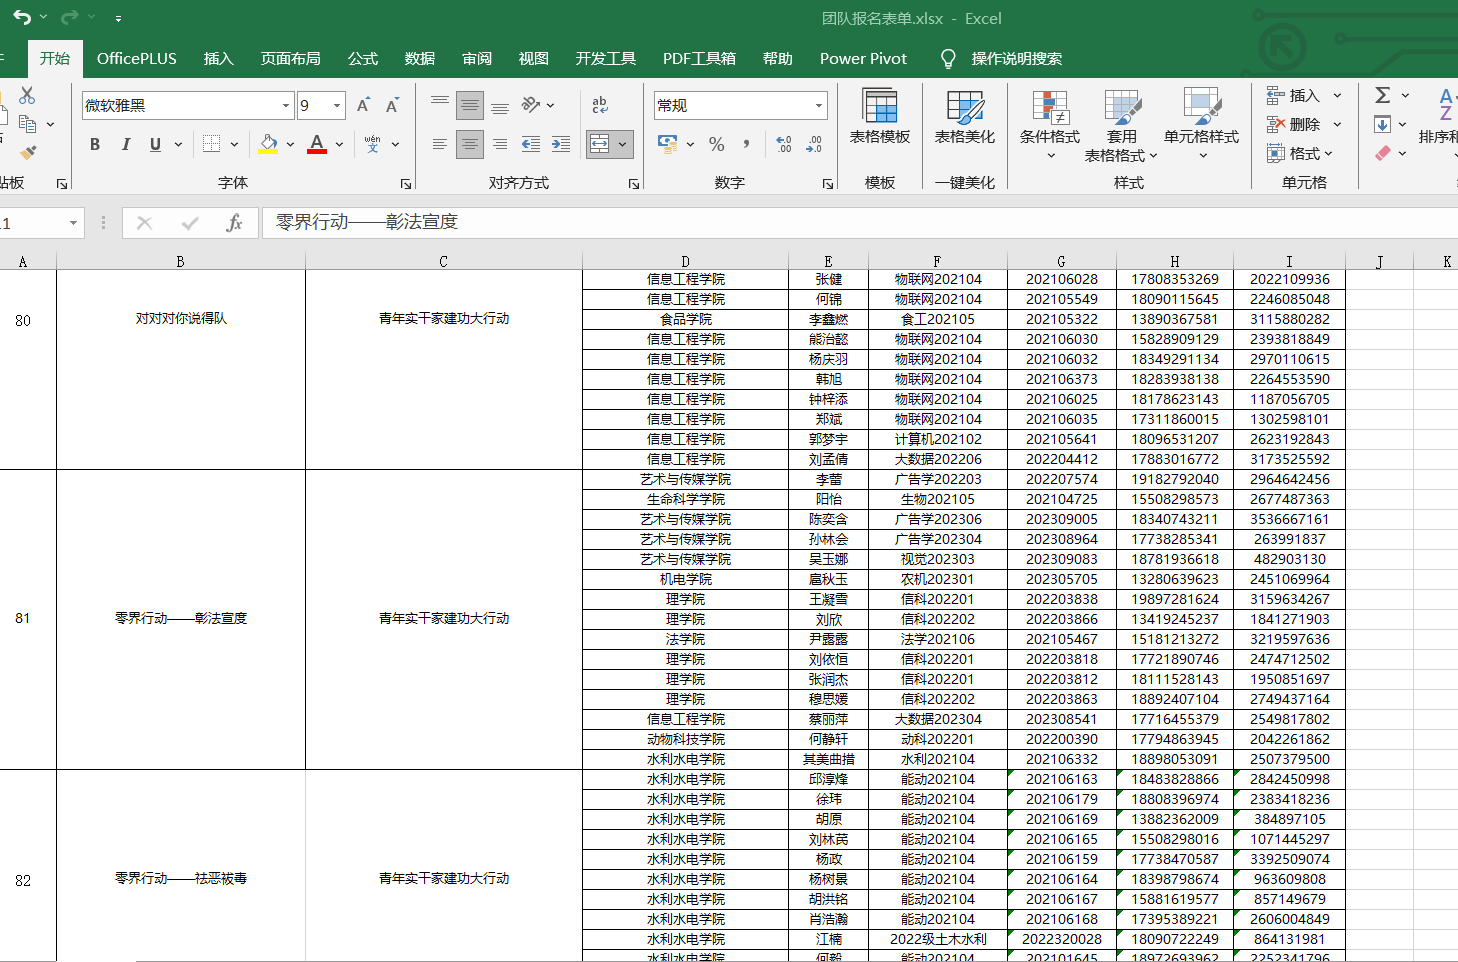 团队报名表单.xlsx - Excel
开始 OfficePLUS 插入 页面布局 公式 数据 审阅 视图 开发工具 PDF工具箱 帮助 Power Pivot 操作说明搜索
微软雅黑 9 常规 表格模板 表格美化 条件格式 套用 表格格式 单元格样式 插入 删除 格式 排序和
贴板 字体 对齐方式 数字 模板 一键美化 样式 单元格
零界行动——彰法宣度
A B C D E F G H I J K
信息工程学院 张健 物联网202104 202106028 17808353269 2022109936
信息工程学院 何锦 物联网202104 202105549 18090115645 2246085048
80 对对对你说得队 青年实干家建功大行动 食品学院 李鑫燃 食工202105 202105322 13890367581 3115880282
信息工程学院 熊治懿 物联网202104 202106030 15828909129 2393818849
信息工程学院 杨庆羽 物联网202104 202106032 18349291134 2970110615
信息工程学院 韩旭 物联网202104 202106373 18283938138 2264553590
信息工程学院 钟梓添 物联网202104 202106025 18178623143 1187056705
信息工程学院 郑斌 物联网202104 202106035 17311860015 1302598101
信息工程学院 郭梦宇 计算机202102 202105641 18096531207 2623192843
信息工程学院 刘孟倩 大数据202206 202204412 17883016772 3173525592
艺术与传媒学院 李蕾 广告学202203 202207574 19182792040 2964642456
生命科学学院 阳怡 生物202105 202104725 15508298573 2677487363
艺术与传媒学院 陈奕含 广告学202306 202309005 18340743211 3536667161
艺术与传媒学院 孙林会 广告学202304 202308964 17738285341 263991837
艺术与传媒学院 吴玉娜 视觉202303 202309083 18781936618 482903130
机电学院 扈秋玉 农机202301 202305705 13280639623 2451069964
理学院 王凝雪 信科202201 202203838 19897281624 3159634267
81 零界行动——彰法宣度 青年实干家建功大行动 理学院 刘欣 信科202202 202203866 13419245237 1841271903
法学院 尹露露 法学202106 202105467 15181213272 3219597636
理学院 刘依恒 信科202201 202203818 17721890746 2474712502
理学院 张润杰 信科202201 202203812 18111528143 1950851697
理学院 穆思媛 信科202202 202203863 18892407104 2749437164
信息工程学院 蔡丽萍 大数据202304 202308541 17716455379 2549817802
动物科技学院 何静轩 动科202201 202200390 17794863945 2042261862
水利水电学院 其美曲措 水利202104 202106332 18898053091 2507379500
水利水电学院 邱淳烽 能动202104 202106163 18483828866 2842450998
水利水电学院 徐玮 能动202104 202106179 18808396974 2383418236
水利水电学院 胡原 能动202104 202106169 13882362009 384897105
水利水电学院 刘林芪 能动202104 202106165 15508298016 1071445297
水利水电学院 杨政 能动202104 202106159 17738470587 3392509074
82 零界行动——祛恶祓毒 青年实干家建功大行动 水利水电学院 杨树景 能动202104 202106164 18398798674 963609808
水利水电学院 胡洪铭 能动202104 202106167 15881619577 857149679
水利水电学院 肖浩瀚 能动202104 202106168 17395389221 2606004849
水利水电学院 江楠 2022级土木水利 2022320028 18090722249 864131981
水利水电学院 何毅 能动202104 202101645 18972693962 2252341796